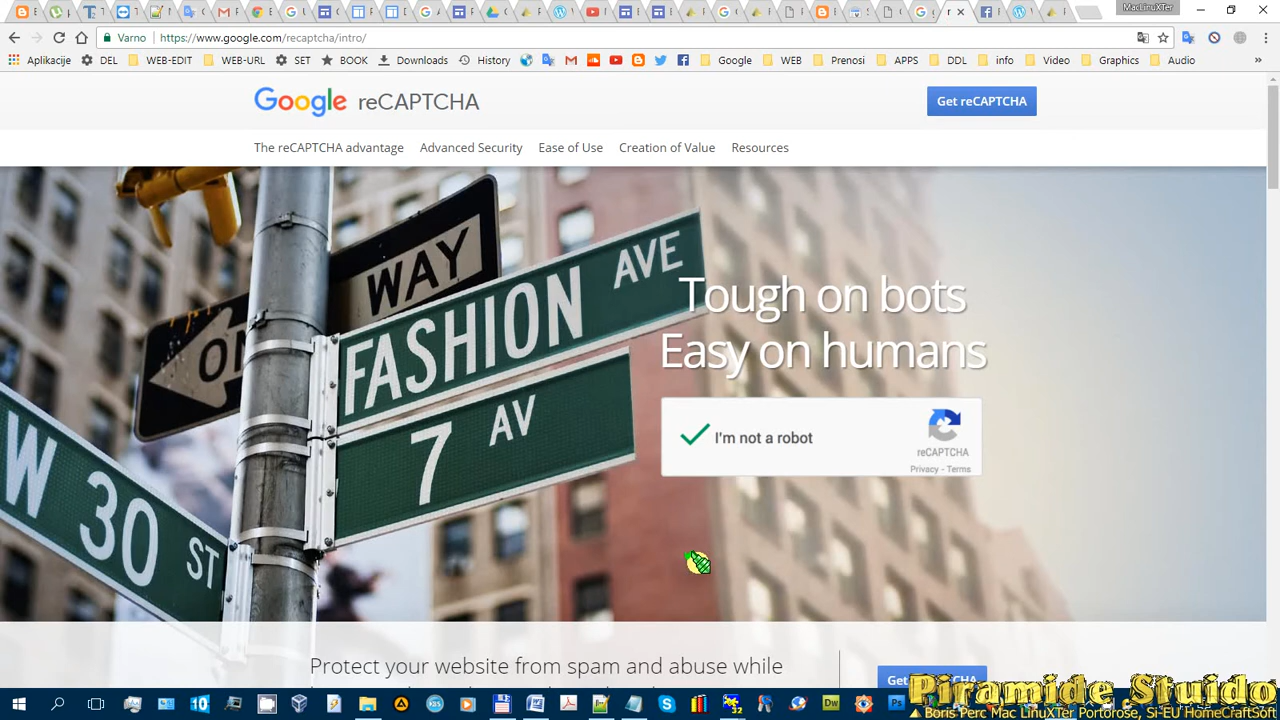 MacLinuXTer
Varno https://www.google.com/recaptcha/intro/
Aplikacije DEL WEB-EDIT WEB-URL SET BOOK Downloads History Google WEB Prenosi APPS DDL info Video Graphics Audio »
Google reCAPTCHA Get reCAPTCHA
The reCAPTCHA advantage Advanced Security Ease of Use Creation of Value Resources
WAY
ON
FASHION AVE
7 AV
W 30 ST
Tough on bots
Easy on humans
I'm not a robot
reCAPTCHA
Privacy - Terms
Protect your website from spam and abuse while
Piramide Stuido
Boris Perc Mac LinuXTer Portorose, Si-EU HomeCraftSoft